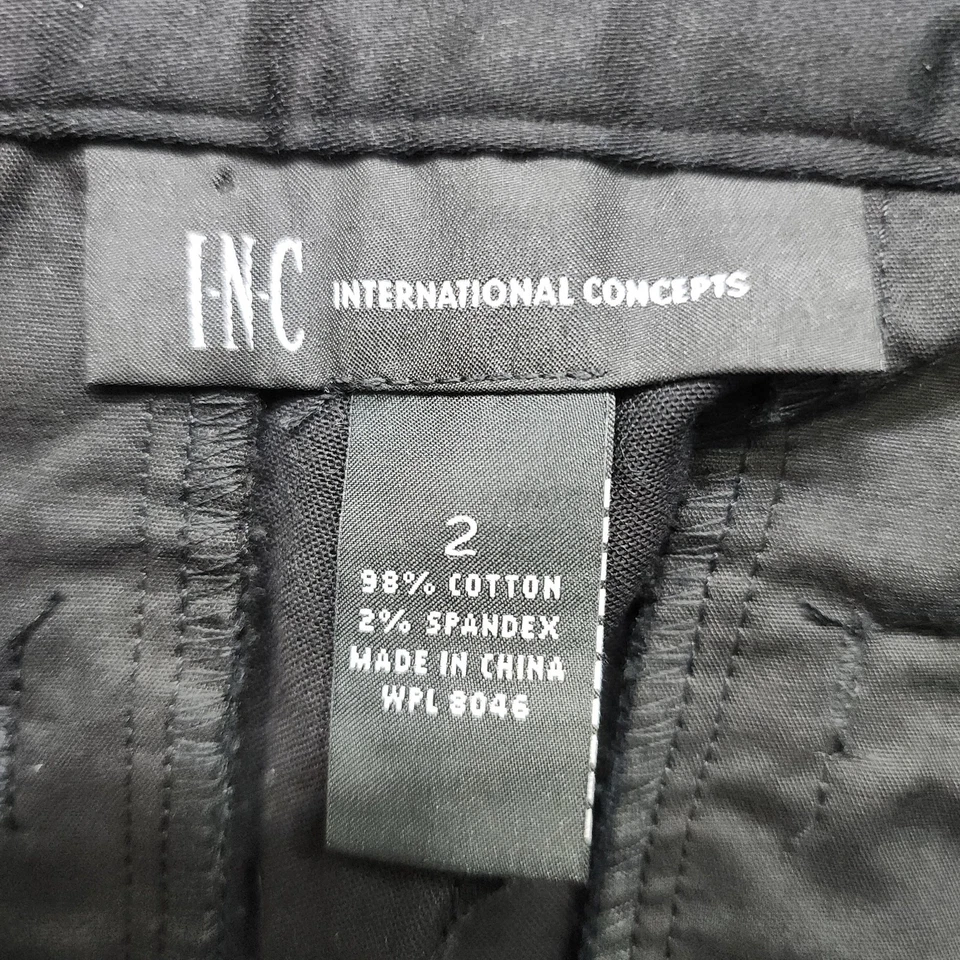 I·N·C INTERNATIONAL CONCEPTS
2
98% COTTON
2% SPANDEX
MADE IN CHINA
WPL 8046